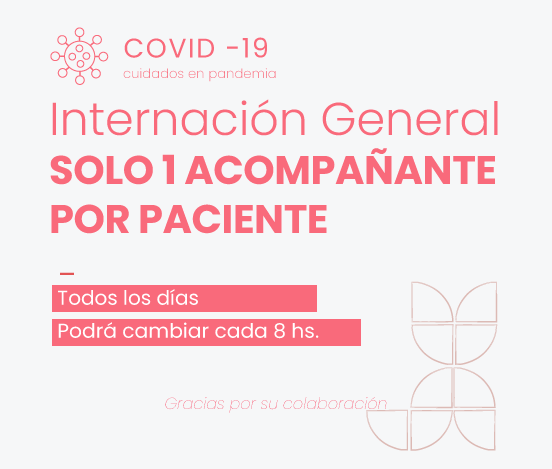 COVID -19
cuidados en pandemia
Internación General
SOLO 1 ACOMPAÑANTE
POR PACIENTE
Todos los días
Podrá cambiar cada 8 hs.
Gracias por su colaboración